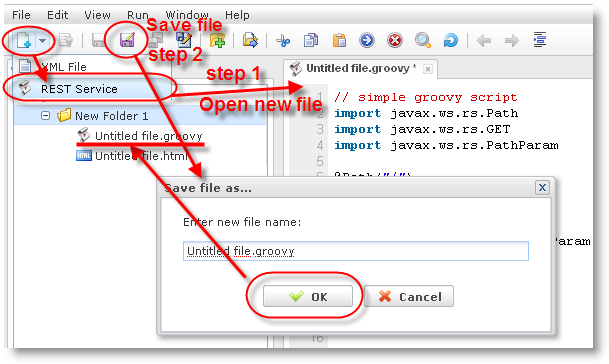 File Edit View Run Window Help
Save file
step 2
XML File
step 1
Untitled file.groovy *
REST Service
Open new file
1 // simple groovy script
2 import javax.ws.rs.Path
3 import javax.ws.rs.GET
4 import javax.ws.rs.PathParam
5
6 @Path("/")
New Folder 1
Untitled file.groovy
Untitled file.html
Save file as...
Enter new file name:
Untitled file.groovy
Param
OK
Cancel
16